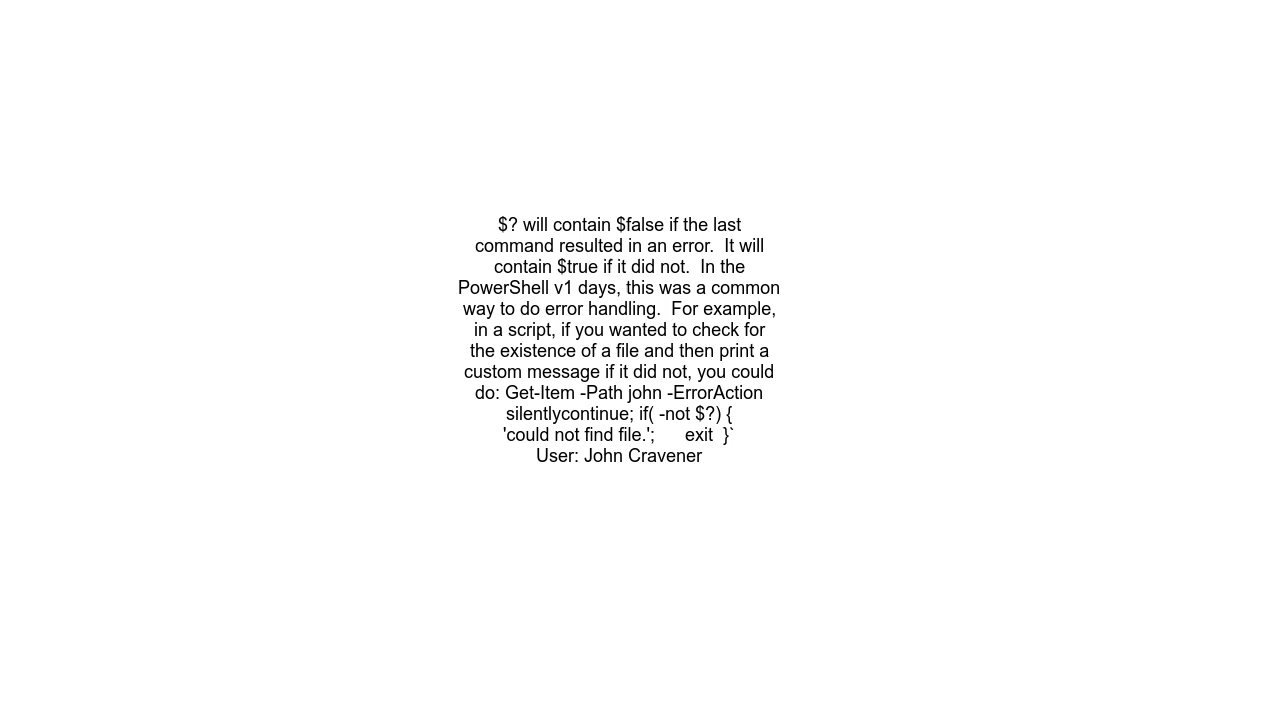 $? will contain $false if the last
command resulted in an error.  It will
contain $true if it did not.  In the
PowerShell v1 days, this was a common
way to do error handling.  For example,
in a script, if you wanted to check for
the existence of a file and then print a
custom message if it did not, you could
do: Get-Item -Path john -ErrorAction
silentlycontinue; if( -not $?) {
'could not find file.';      exit  }`
User: John Cravener